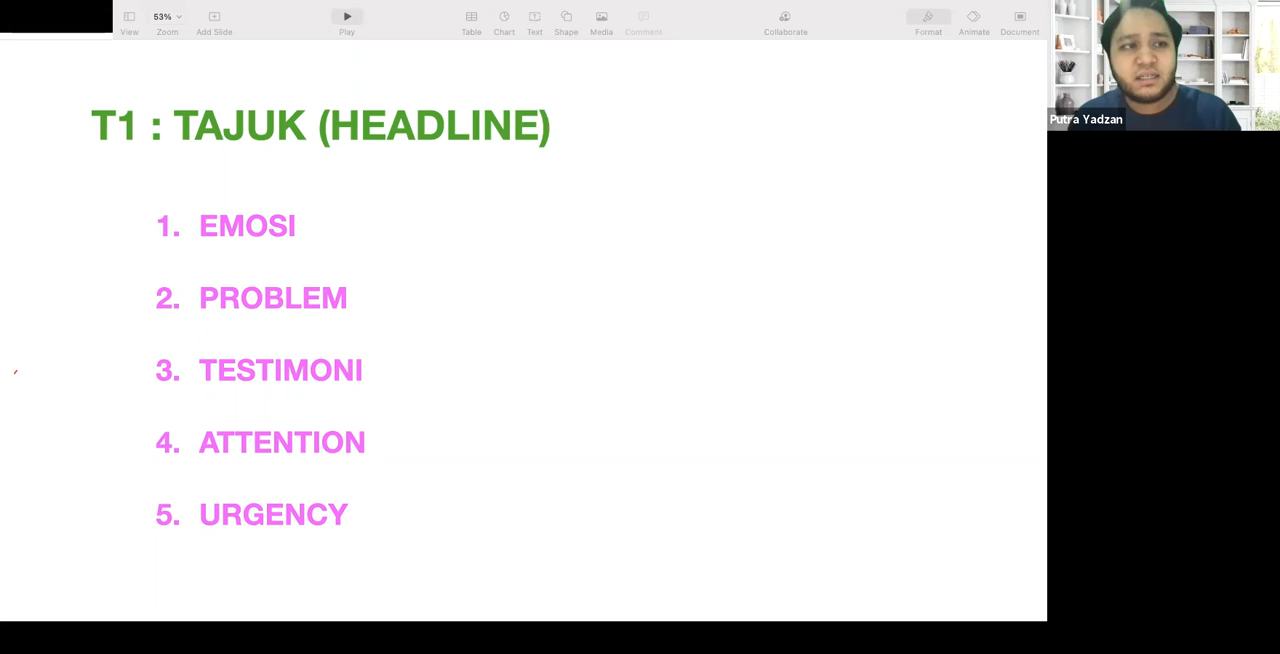 53%
View
Zoom
Add Slide
Play
Table
Chart
Text
Shape
Media
Comment
Collaborate
Format
Animate
Document
Putra Yadzan
T1 : TAJUK (HEADLINE)
1. EMOSI
2. PROBLEM
3. TESTIMONI
4. ATTENTION
5. URGENCY